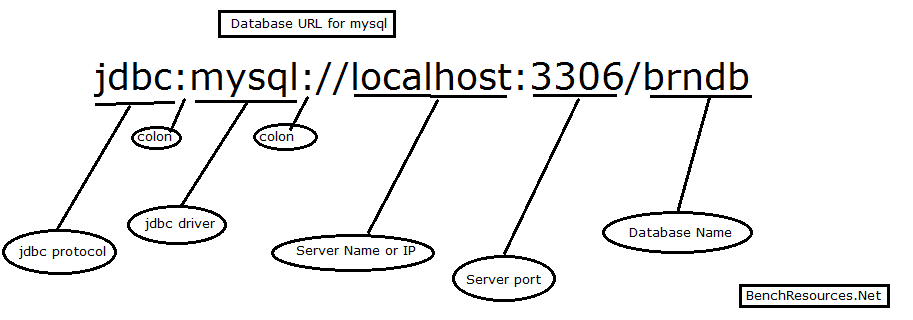 Database URL for mysql
jdbc:mysql://localhost:3306/brndb
colon
colon
jdbc driver
jdbc protocol
Server Name or IP
Database Name
Server port
BenchResources.Net